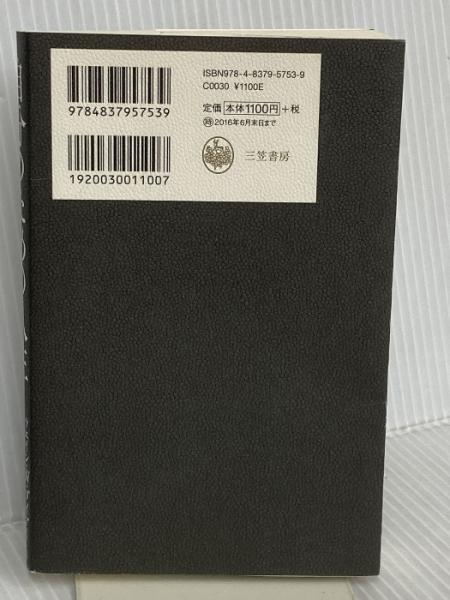 ISBN978-4-8379-5753-9
C0030 ¥1100E
定価 本体1100円 +税
㊕2016年6月末日まで
三笠書房
9784837957539
1920030011007